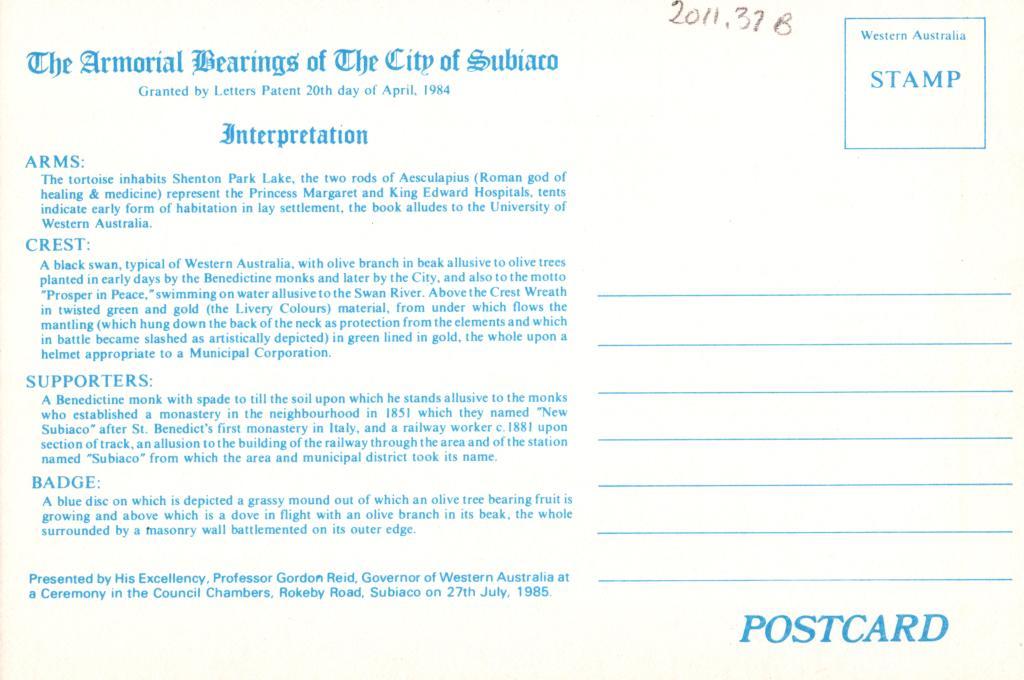 2011.37 B
Western Australia
STAMP
The Armorial Bearings of The City of Subiaco
Granted by Letters Patent 20th day of April, 1984
Interpretation
ARMS:
The tortoise inhabits Shenton Park Lake, the two rods of Aesculapius (Roman god of
healing & medicine) represent the Princess Margaret and King Edward Hospitals, tents
indicate early form of habitation in lay settlement, the book alludes to the University of
Western Australia.
CREST:
A black swan, typical of Western Australia, with olive branch in beak allusive to olive trees
planted in early days by the Benedictine monks and later by the City, and also to the motto
"Prosper in Peace," swimming on water allusive to the Swan River. Above the Crest Wreath
in twisted green and gold (the Livery Colours) material, from under which flows the
mantling (which hung down the back of the neck as protection from the elements and which
in battle became slashed as artistically depicted) in green lined in gold, the whole upon a
helmet appropriate to a Municipal Corporation.
SUPPORTERS:
A Benedictine monk with spade to till the soil upon which he stands allusive to the monks
who established a monastery in the neighbourhood in 1851 which they named "New
Subiaco" after St. Benedict's first monastery in Italy, and a railway worker c.1881 upon
section of track, an allusion to the building of the railway through the area and of the station
named "Subiaco" from which the area and municipal district took its name.
BADGE:
A blue disc on which is depicted a grassy mound out of which an olive tree bearing fruit is
growing and above which is a dove in flight with an olive branch in its beak, the whole
surrounded by a masonry wall battlemented on its outer edge.
Presented by His Excellency, Professor Gordon Reid, Governor of Western Australia at
a Ceremony in the Council Chambers, Rokeby Road, Subiaco on 27th July, 1985.
POSTCARD